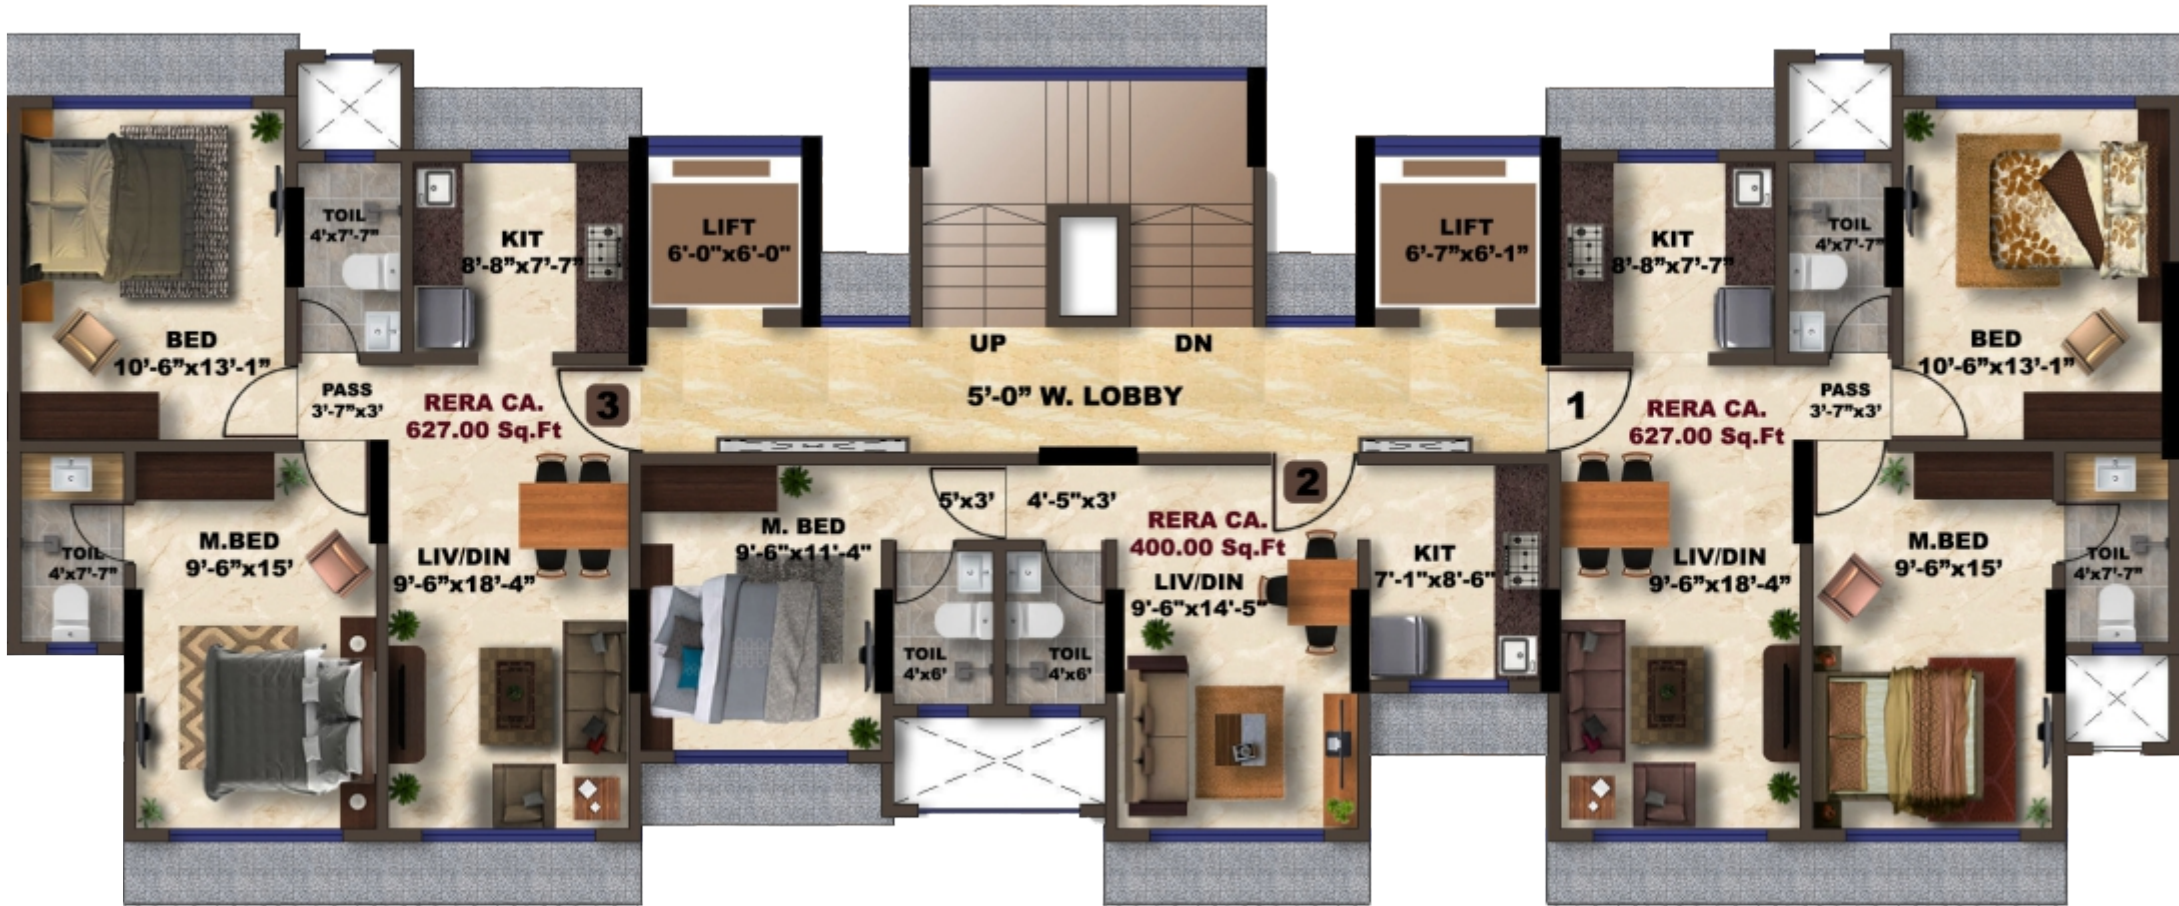 BED
10'-6”x13'-1”
TOIL
4'x7'-7”
KIT
8'-8”x7'-7”
PASS
3'-7”x3'
RERA CA.
627.00 Sq.Ft
3
TOIL
4'x7'-7”
M.BED
9'-6”x15'
LIV/DIN
9'-6”x18'-4”
LIFT
6'-0"x6'-0"
UP
DN
5'-0” W. LOBBY
LIFT
6'-7"x6'-1"
M. BED
9'-6"x11'-4"
5'x3'
4'-5"x3'
TOIL
4'x6'
TOIL
4'x6'
2
RERA CA.
400.00 Sq.Ft
LIV/DIN
9'-6"x14'-5"
KIT
7'-1"x8'-6"
KIT
8'-8”x7'-7”
TOIL
4'x7'-7”
BED
10'-6”x13'-1”
1
RERA CA.
627.00 Sq.Ft
PASS
3'-7”x3'
LIV/DIN
9'-6”x18'-4”
M.BED
9'-6”x15'
TOIL
4'x7'-7”